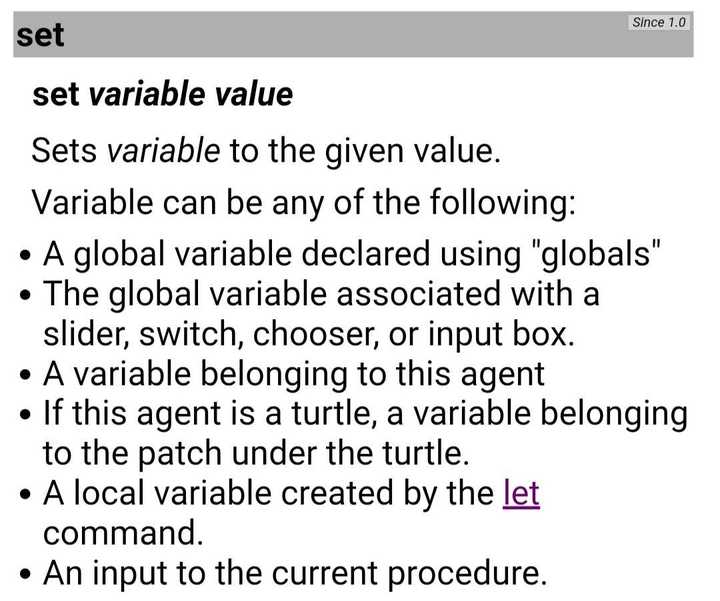 set
Since 1.0
set variable value
Sets variable to the given value.
Variable can be any of the following:
• A global variable declared using "globals"
• The global variable associated with a
slider, switch, chooser, or input box.
• A variable belonging to this agent
• If this agent is a turtle, a variable belonging
to the patch under the turtle.
• A local variable created by the let
command.
• An input to the current procedure.